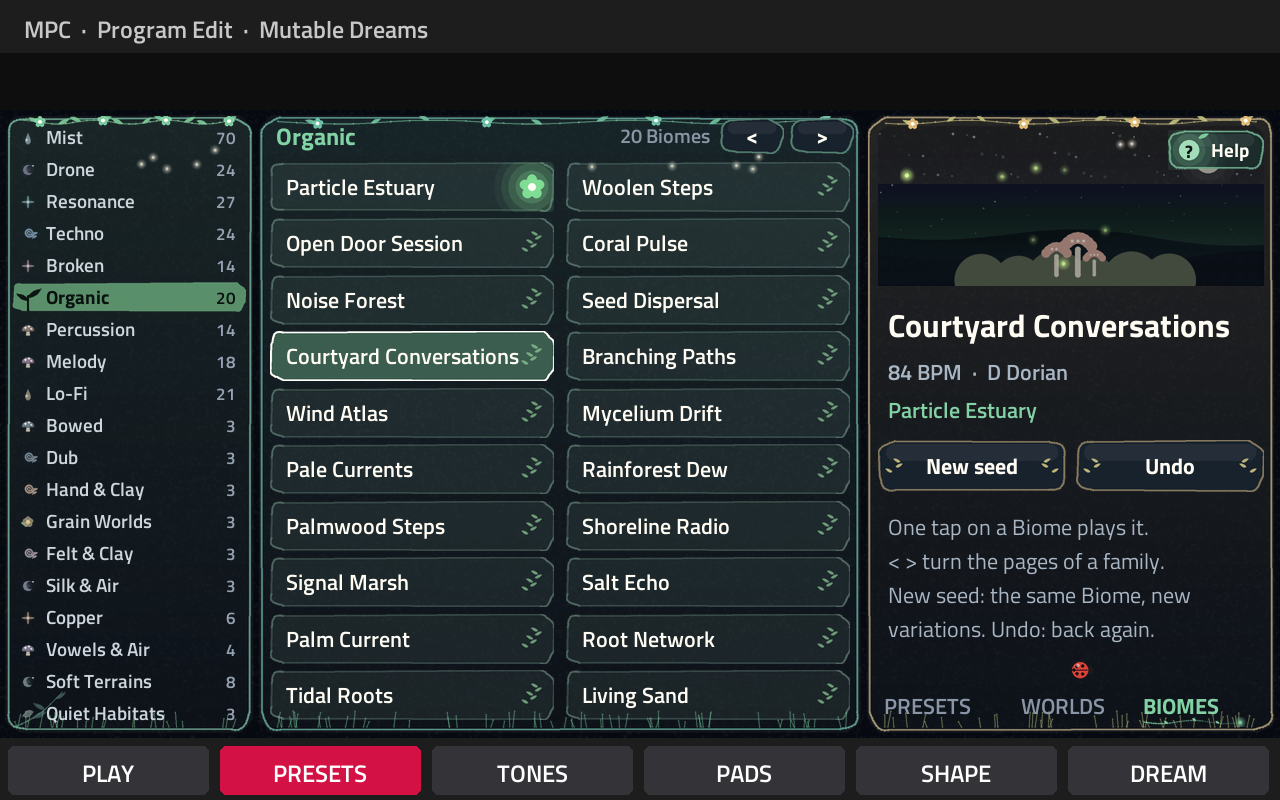 MPC · Program Edit · Mutable Dreams
Mist 70
Drone 24
Resonance 27
Techno 24
Broken 14
Organic 20
Percussion 14
Melody 18
Lo-Fi 21
Bowed 3
Dub 3
Hand & Clay 3
Grain Worlds 3
Felt & Clay 3
Silk & Air 3
Copper 6
Vowels & Air 4
Soft Terrains 8
Quiet Habitats 3
Organic 20 Biomes < >
Particle Estuary
Woolen Steps
Open Door Session
Coral Pulse
Noise Forest
Seed Dispersal
Courtyard Conversations
Branching Paths
Wind Atlas
Mycelium Drift
Pale Currents
Rainforest Dew
Palmwood Steps
Shoreline Radio
Signal Marsh
Salt Echo
Palm Current
Root Network
Tidal Roots
Living Sand
? Help
Courtyard Conversations
84 BPM · D Dorian
Particle Estuary
New seed
Undo
One tap on a Biome plays it.
< > turn the pages of a family.
New seed: the same Biome, new
variations. Undo: back again.
PRESETS WORLDS BIOMES
PLAY PRESETS TONES PADS SHAPE DREAM